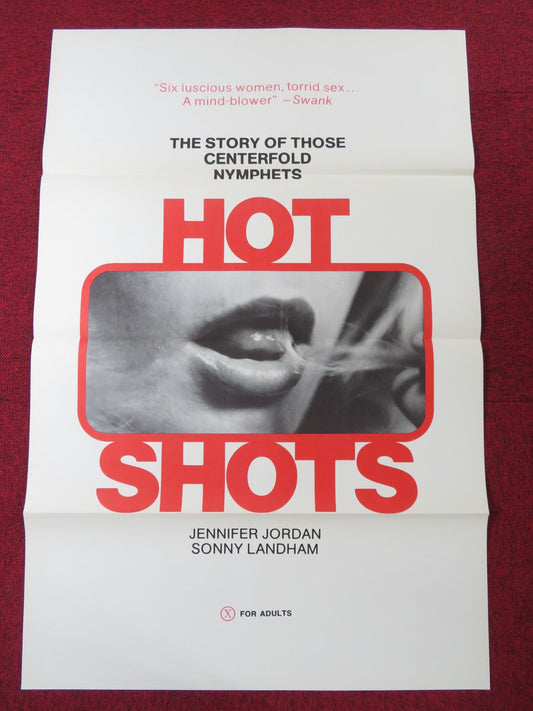 "Six luscious women, torrid sex...
A mind-blower" –Swank
THE STORY OF THOSE
CENTERFOLD
NYMPHETS
HOT
SHOTS
JENNIFER JORDAN
SONNY LANDHAM
X FOR ADULTS